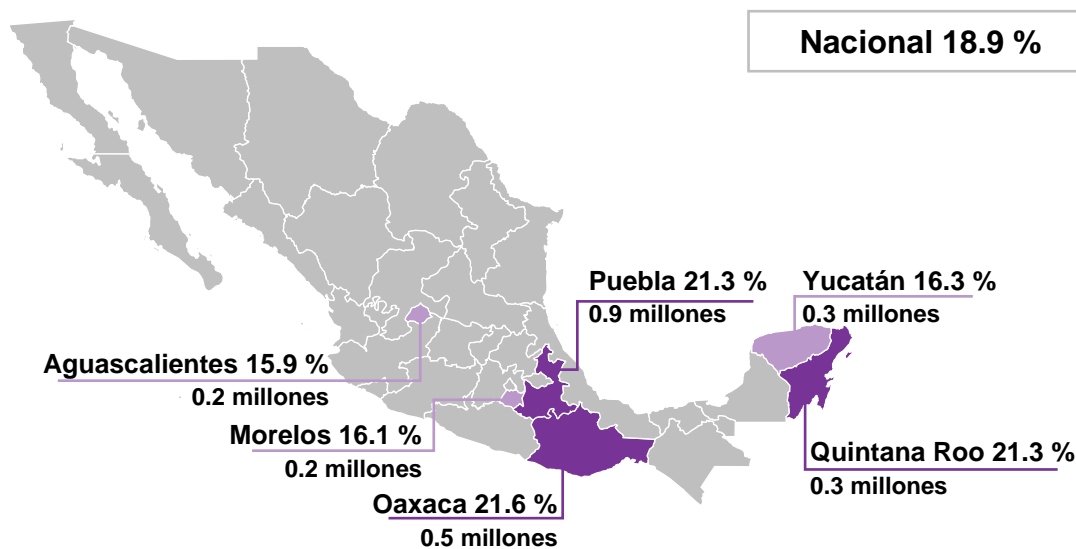 Nacional 18.9 %
Puebla 21.3 %
0.9 millones
Yucatán 16.3 %
0.3 millones
Aguascalientes 15.9 %
0.2 millones
Morelos 16.1 %
0.2 millones
Quintana Roo 21.3 %
0.3 millones
Oaxaca 21.6 %
0.5 millones